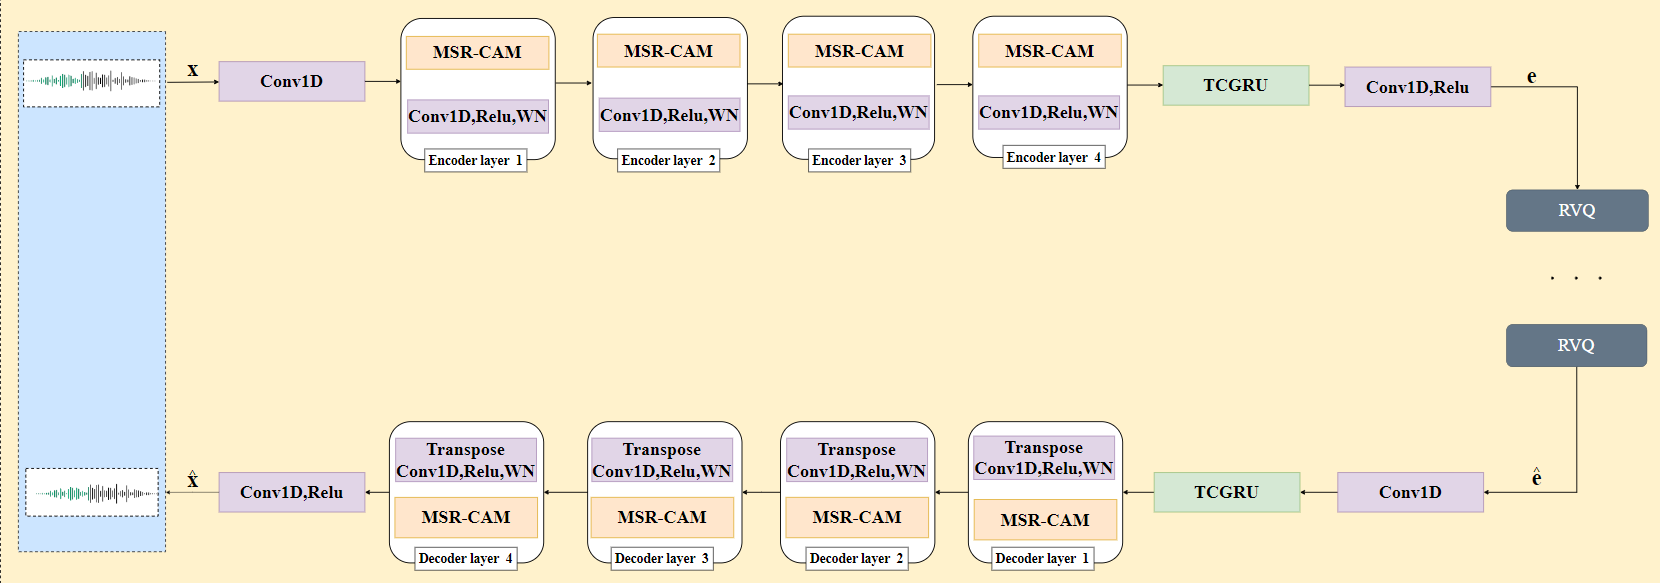 x
Conv1D
MSR-CAM
Conv1D,Relu,WN
Encoder layer 1
MSR-CAM
Conv1D,Relu,WN
Encoder layer 2
MSR-CAM
Conv1D,Relu,WN
Encoder layer 3
MSR-CAM
Conv1D,Relu,WN
Encoder layer 4
TCGRU
Conv1D,Relu
e
RVQ
. . .
RVQ
ê
Conv1D
TCGRU
Transpose
Conv1D,Relu,WN
MSR-CAM
Decoder layer 1
Transpose
Conv1D,Relu,WN
MSR-CAM
Decoder layer 2
Transpose
Conv1D,Relu,WN
MSR-CAM
Decoder layer 3
Transpose
Conv1D,Relu,WN
MSR-CAM
Decoder layer 4
Conv1D,Relu
x̂